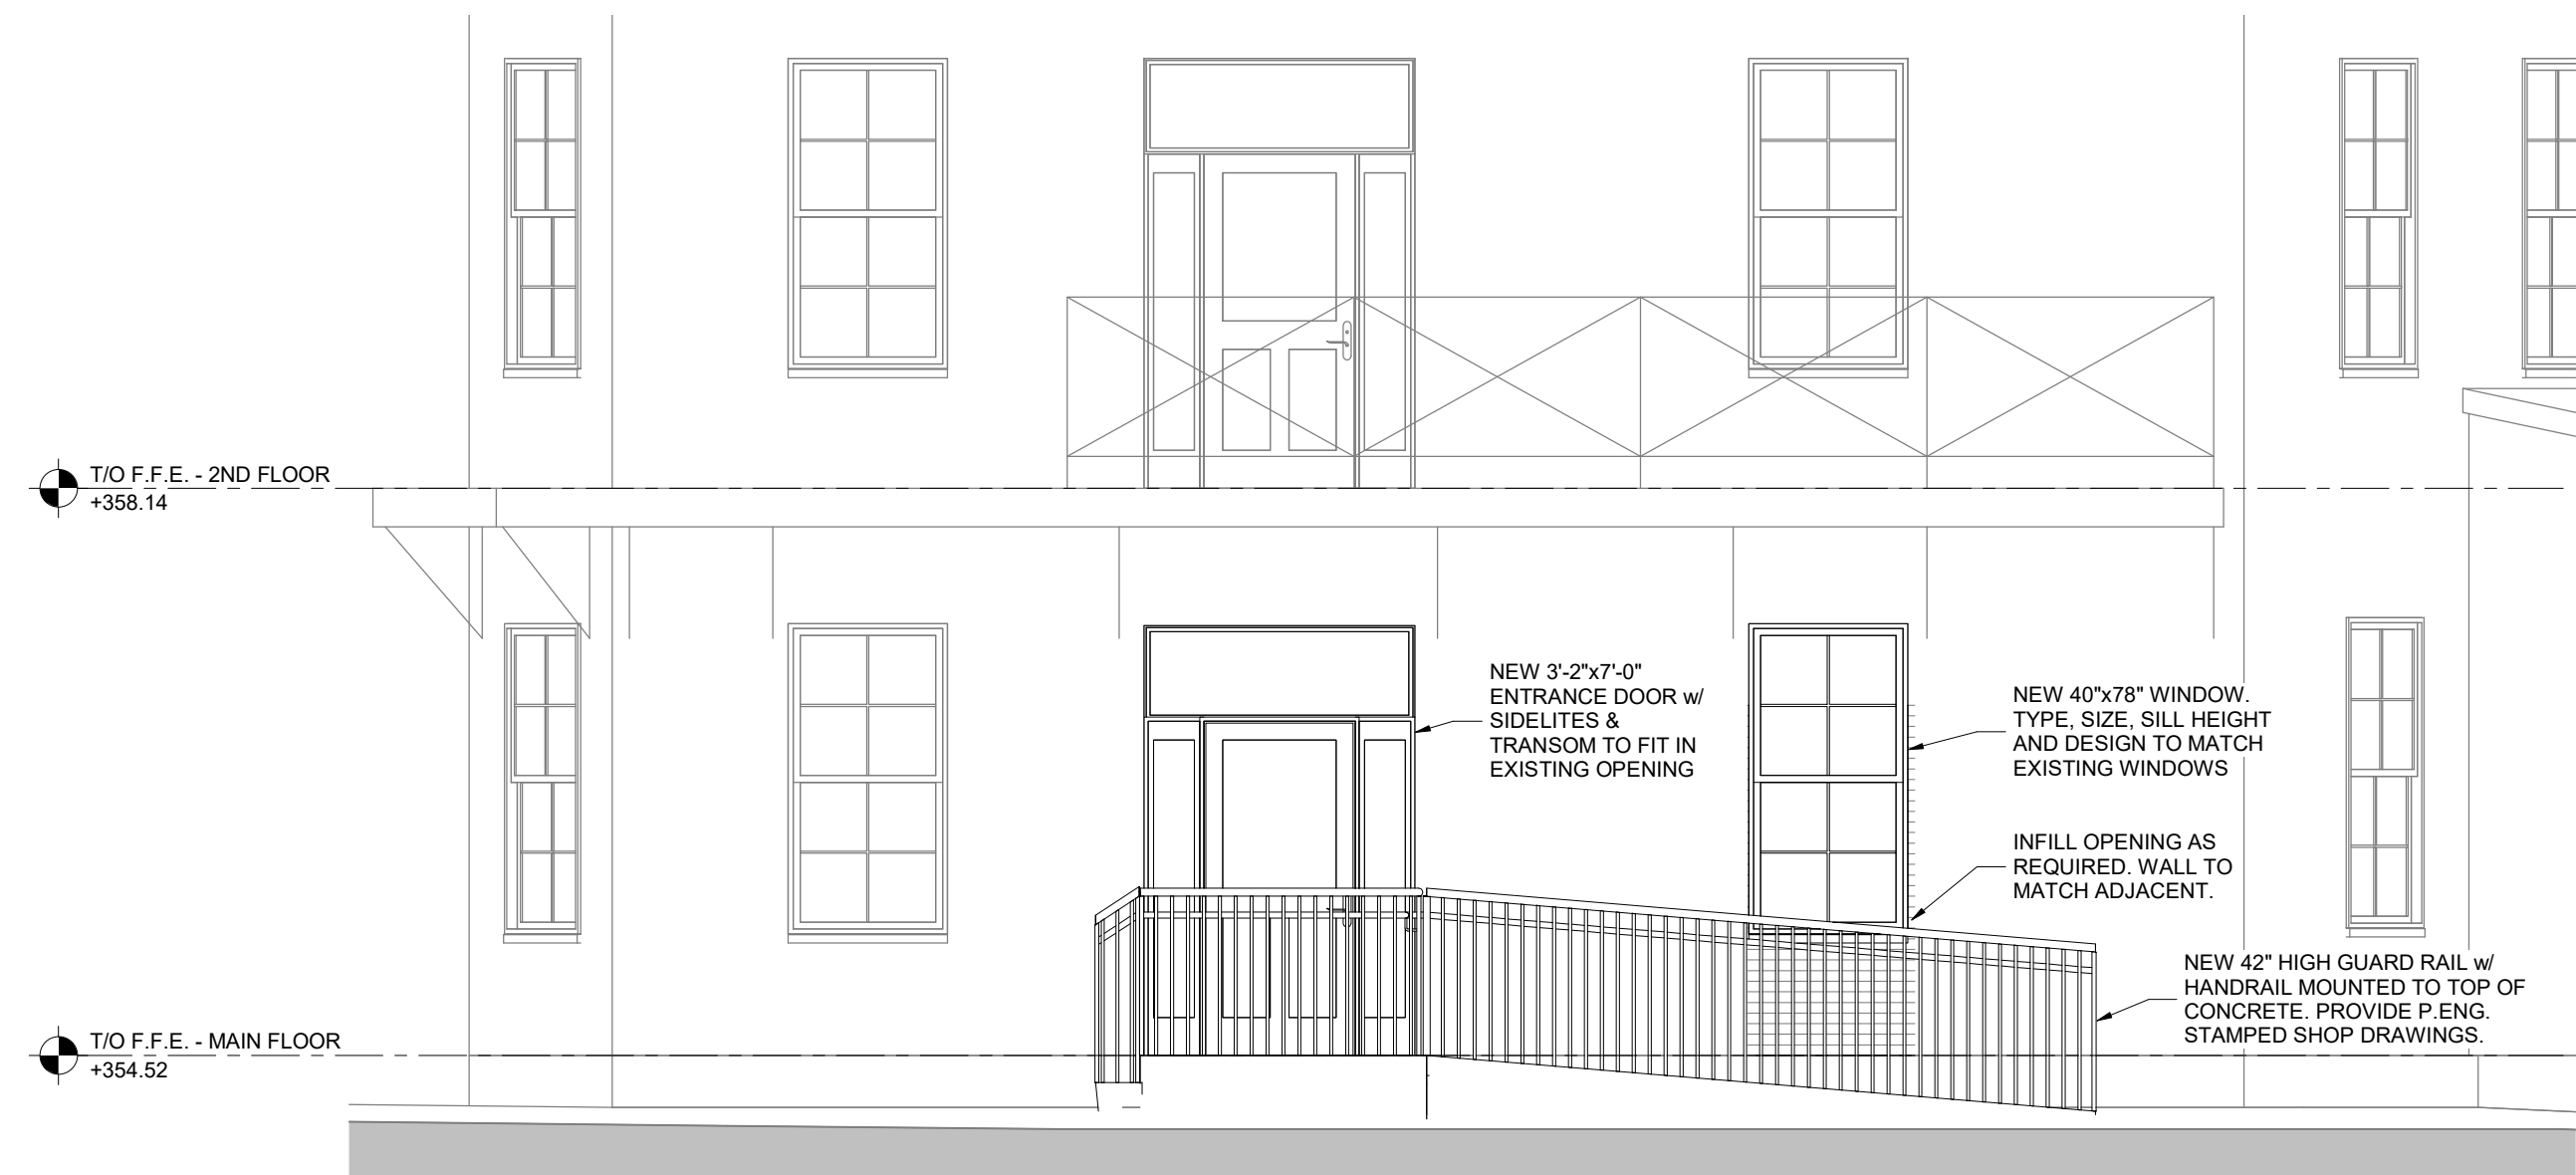 T/O F.F.E. - 2ND FLOOR
+358.14
NEW 3'-2"x7'-0"
ENTRANCE DOOR w/
SIDELITES &
TRANSOM TO FIT IN
EXISTING OPENING
NEW 40"x78" WINDOW.
TYPE, SIZE, SILL HEIGHT
AND DESIGN TO MATCH
EXISTING WINDOWS
INFILL OPENING AS
REQUIRED. WALL TO
MATCH ADJACENT.
NEW 42" HIGH GUARD RAIL w/
HANDRAIL MOUNTED TO TOP OF
CONCRETE. PROVIDE P.ENG.
STAMPED SHOP DRAWINGS.
T/O F.F.E. - MAIN FLOOR
+354.52